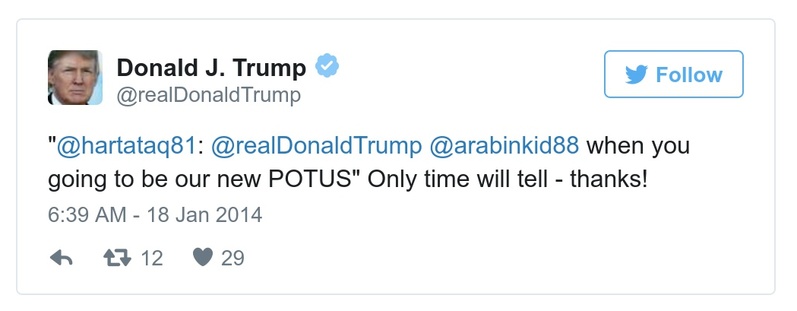 Donald J. Trump
@realDonaldTrump
Follow
"@hartataq81: @realDonaldTrump @arabinkid88 when you
going to be our new POTUS" Only time will tell - thanks!
6:39 AM - 18 Jan 2014
12 29